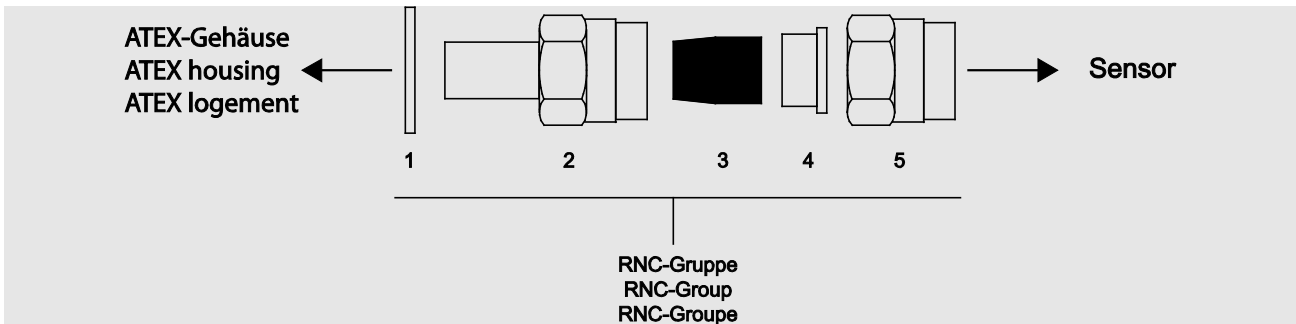 ATEX-Gehäuse
ATEX housing
ATEX logement
Sensor
1 2 3 4 5
RNC-Gruppe
RNC-Group
RNC-Groupe